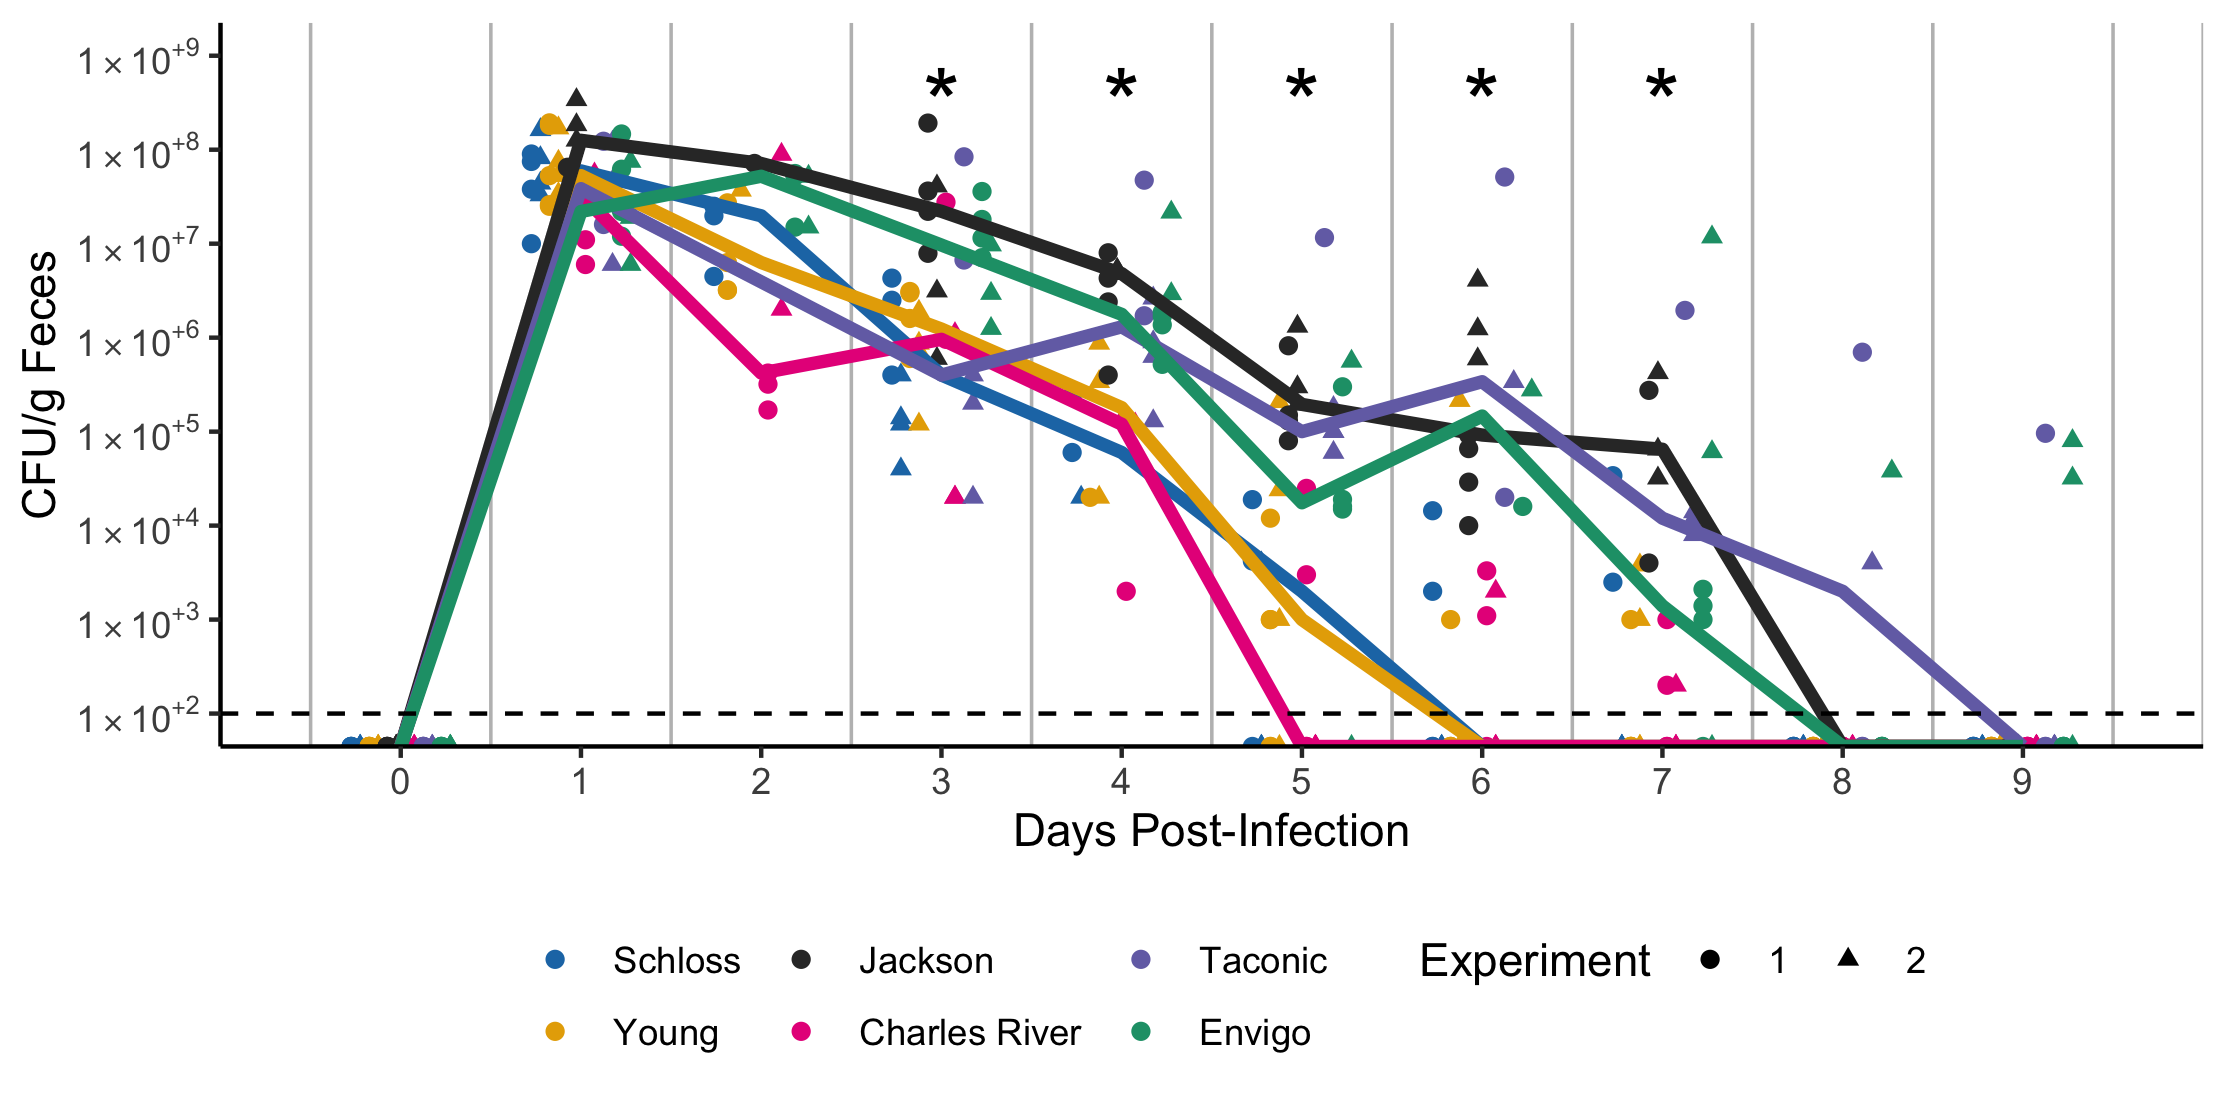 1×10+9
* * * * *
1×10+8
1×10+7
1×10+6
1×10+5
1×10+4
1×10+3
1×10+2
CFU/g Feces
0 1 2 3 4 5 6 7 8 9
Days Post-Infection
Schloss Jackson Taconic Experiment 1 2
Young Charles River Envigo